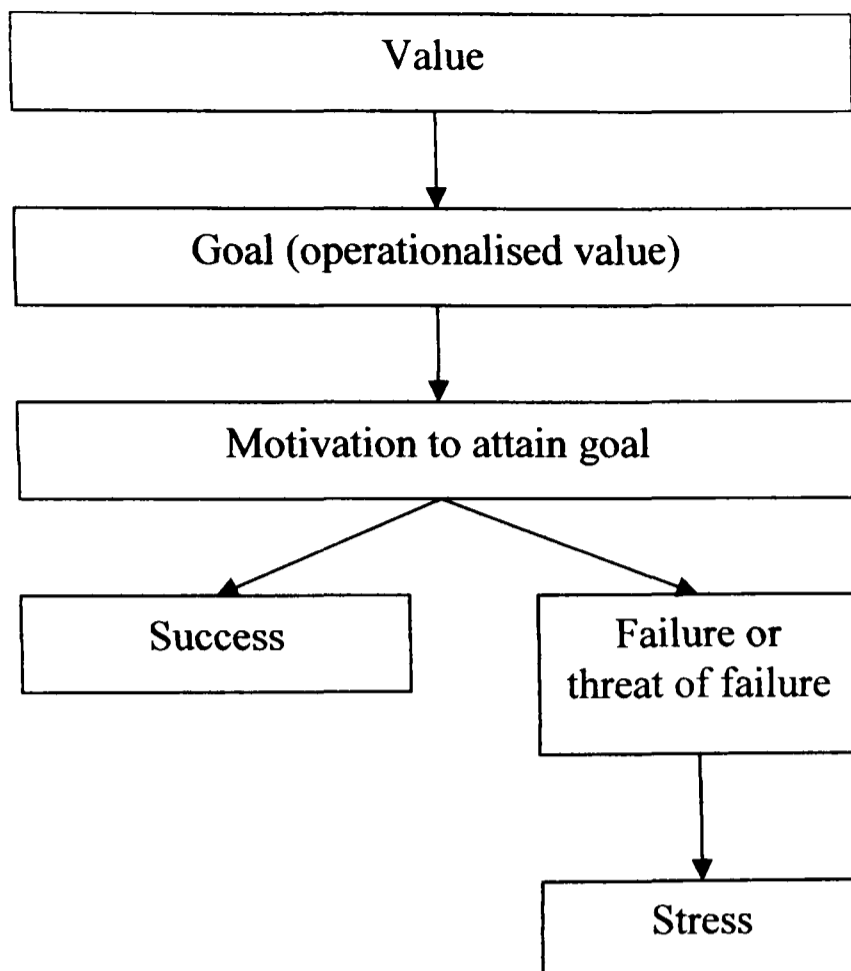 Value
Goal (operationalised value)
Motivation to attain goal
Success
Failure or
threat of failure
Stress